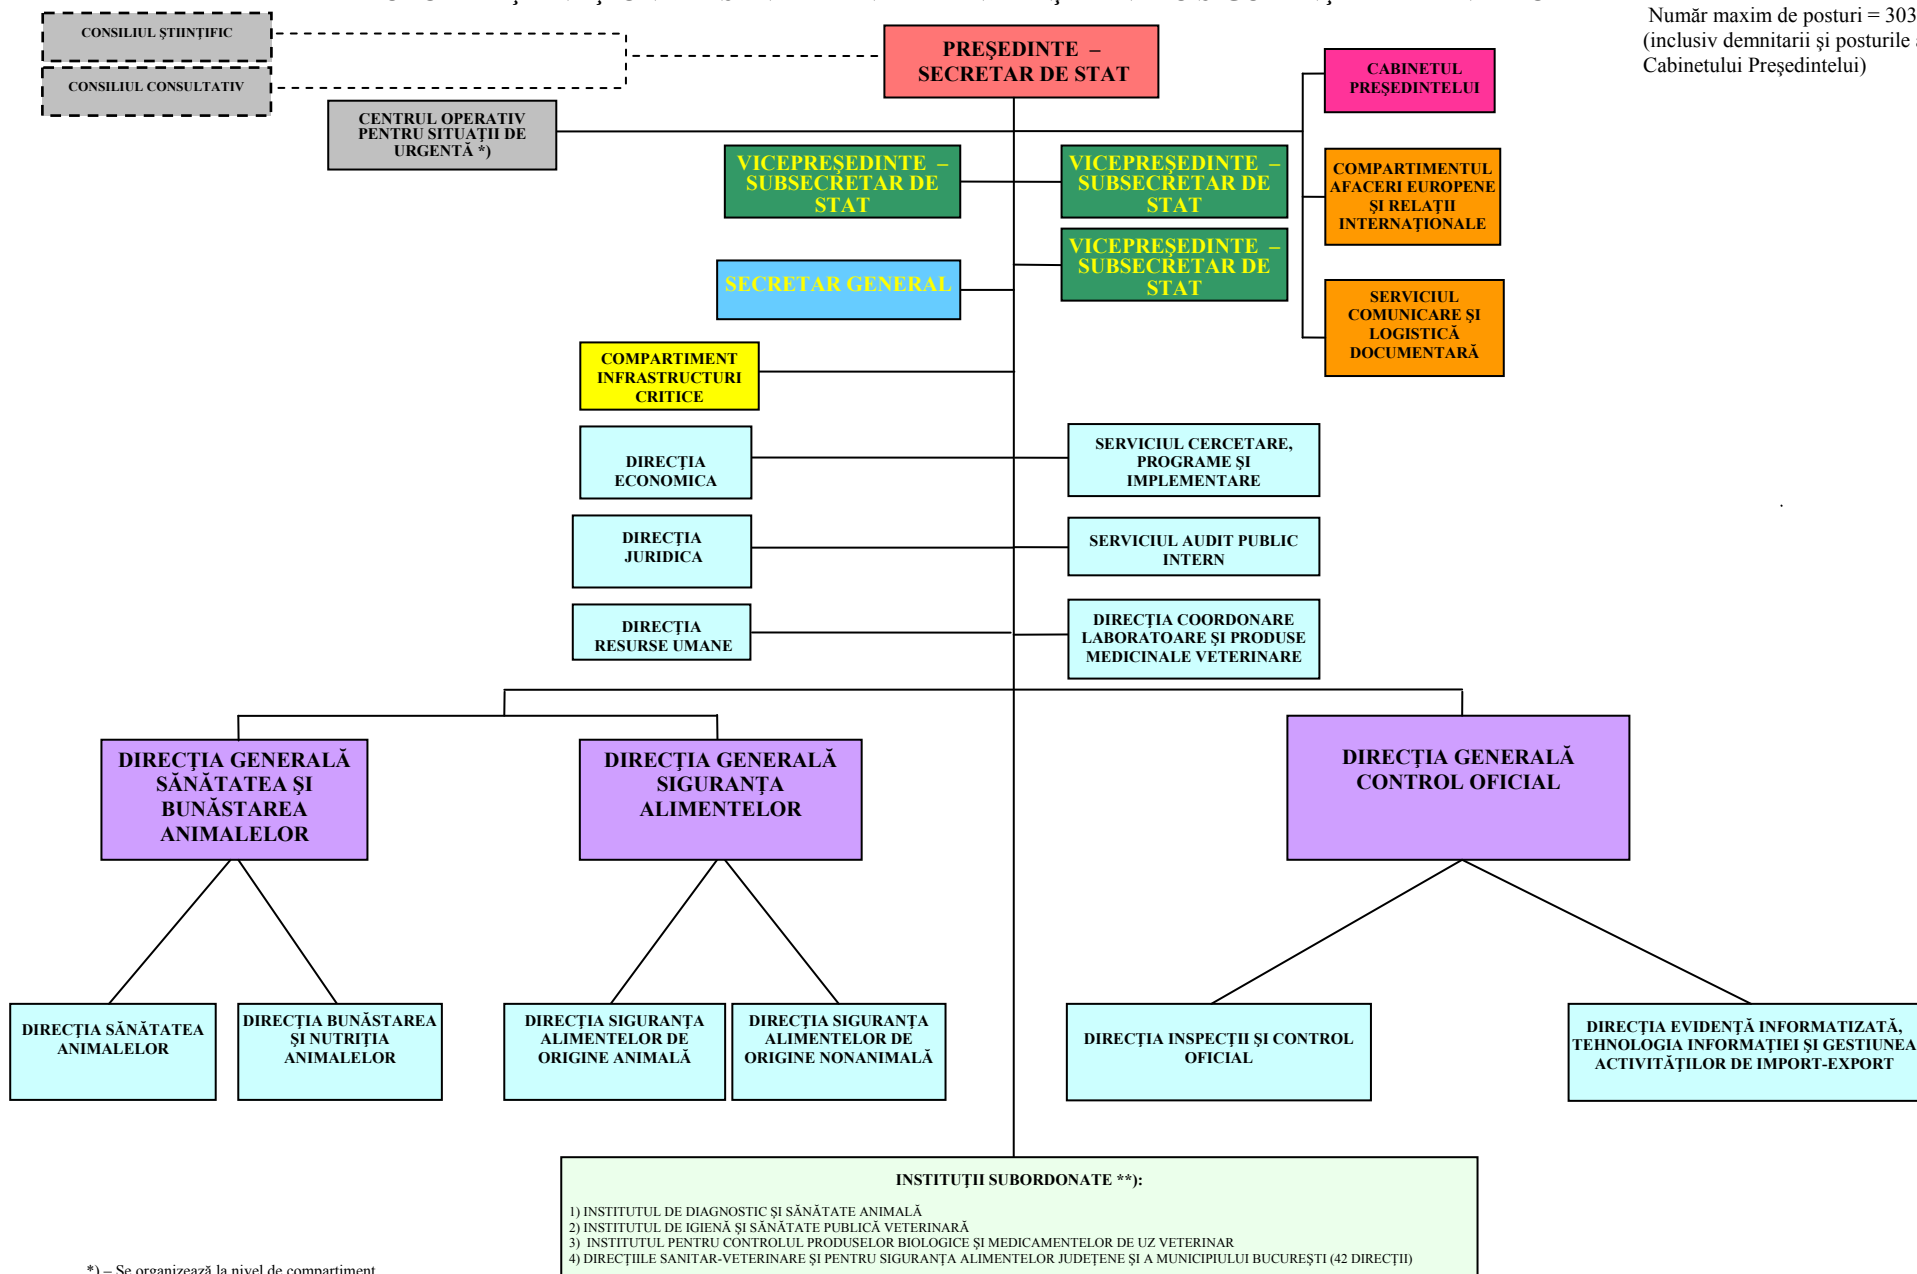 Număr maxim de posturi = 303
(inclusiv demnitarii şi posturile
Cabinetului Preşedintelui)
CONSILIUL ŞTIINŢIFIC
CONSILIUL CONSULTATIV
PREŞEDINTE –
SECRETAR DE STAT
CABINETUL
PREŞEDINTELUI
CENTRUL OPERATIV
PENTRU SITUAŢII DE
URGENTĂ *)
VICEPREŞEDINTE –
SUBSECRETAR DE
STAT
VICEPREŞEDINTE –
SUBSECRETAR DE
STAT
COMPARTIMENTUL
AFACERI EUROPENE
ŞI RELAŢII
INTERNAŢIONALE
VICEPREŞEDINTE –
SUBSECRETAR DE
STAT
SECRETAR GENERAL
SERVICIUL
COMUNICARE ŞI
LOGISTICĂ
DOCUMENTARĂ
COMPARTIMENT
INFRASTRUCTURI
CRITICE
DIRECŢIA
ECONOMICA
SERVICIUL CERCETARE,
PROGRAME ŞI
IMPLEMENTARE
DIRECŢIA
JURIDICA
SERVICIUL AUDIT PUBLIC
INTERN
DIRECŢIA
RESURSE UMANE
DIRECŢIA COORDONARE
LABORATOARE ŞI PRODUSE
MEDICINALE VETERINARE
DIRECŢIA GENERALĂ
SĂNĂTATEA ŞI
BUNĂSTAREA
ANIMALELOR
DIRECŢIA GENERALĂ
SIGURANŢA
ALIMENTELOR
DIRECŢIA GENERALĂ
CONTROL OFICIAL
DIRECŢIA SĂNĂTATEA
ANIMALELOR
DIRECŢIA BUNĂSTAREA
ŞI NUTRIŢIA
ANIMALELOR
DIRECŢIA SIGURANŢA
ALIMENTELOR DE
ORIGINE ANIMALĂ
DIRECŢIA SIGURANŢA
ALIMENTELOR DE
ORIGINE NONANIMALĂ
DIRECŢIA INSPECŢII ŞI CONTROL
OFICIAL
DIRECŢIA EVIDENŢĂ INFORMATIZATĂ,
TEHNOLOGIA INFORMAŢIEI ŞI GESTIUNEA
ACTIVITĂŢILOR DE IMPORT-EXPORT
INSTITUŢII SUBORDONATE **):
1) INSTITUTUL DE DIAGNOSTIC ŞI SĂNĂTATE ANIMALĂ
2) INSTITUTUL DE IGIENĂ ŞI SĂNĂTATE PUBLICĂ VETERINARĂ
3) INSTITUTUL PENTRU CONTROLUL PRODUSELOR BIOLOGICE ŞI MEDICAMENTELOR DE UZ VETERINAR
4) DIRECŢIILE SANITAR-VETERINARE ŞI PENTRU SIGURANŢA ALIMENTELOR JUDEŢENE ŞI A MUNICIPIULUI BUCUREŞTI (42 DIRECŢII)
*) – Se organizează la nivel de compartiment